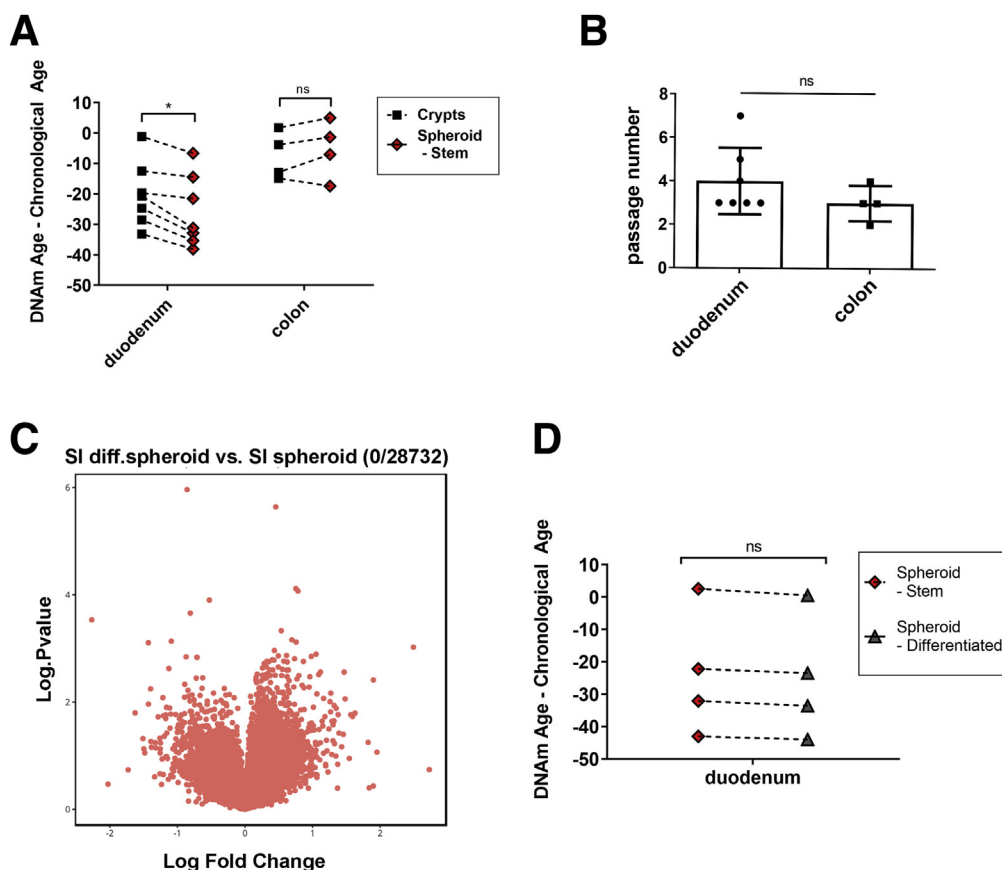 A
DNAm Age - Chronological Age
10
0
-10
-20
-30
-40
-50
*
ns
duodenum
colon
Crypts
Spheroid
- Stem
B
ns
passage number
8
6
4
2
0
duodenum
colon
C
SI diff.spheroid vs. SI spheroid (0/28732)
Log.Pvalue
6
4
2
0
-2
-1
0
1
2
Log Fold Change
D
DNAm Age - Chronological Age
10
0
-10
-20
-30
-40
-50
ns
duodenum
Spheroid
- Stem
Spheroid
- Differentiated